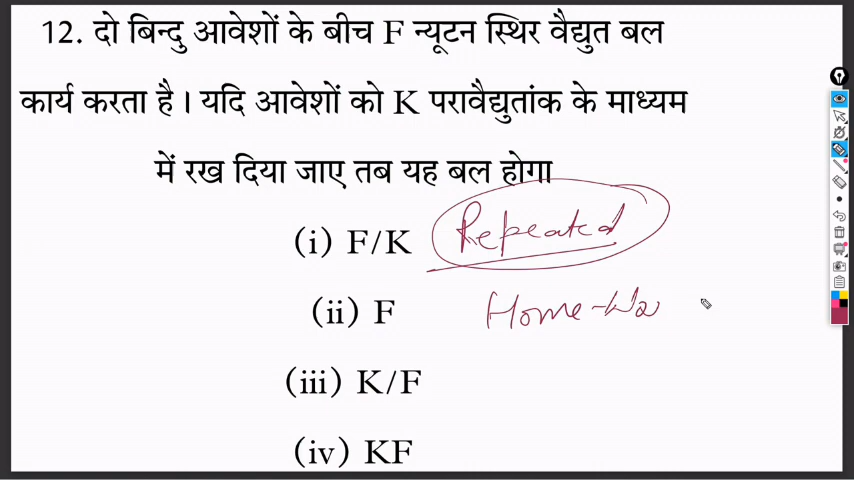 12. दो बिन्दु आवेशों के बीच F न्यूटन स्थिर वैद्युत बल
कार्य करता है। यदि आवेशों को K परावैद्युतांक के माध्यम
में रख दिया जाए तब यह बल होगा
(i) F/K Repeated
(ii) F Home-
(iii) K/F
(iv) KF